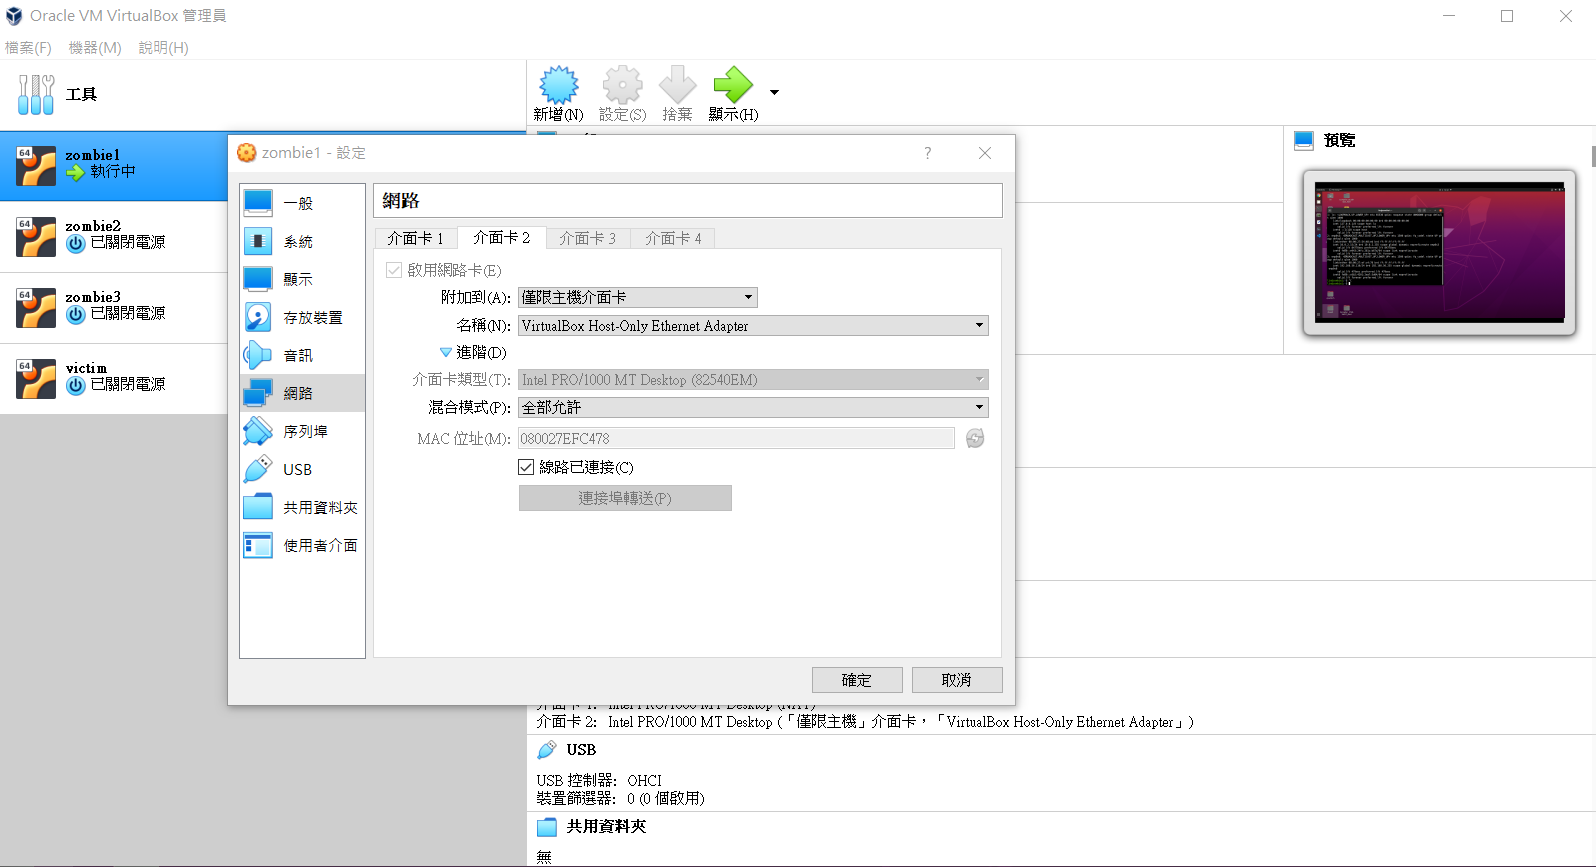 Oracle VM VirtualBox 管理員
檔案(F) 機器(M) 說明(H)
工具
新增(N) 設定(S) 捨棄 顯示(H)
64 zombie1
執行中
64 zombie2
已關閉電源
64 zombie3
已關閉電源
64 victim
已關閉電源
預覽
zombie1 - 設定
?
一般
系統
顯示
存放裝置
音訊
網路
序列埠
USB
共用資料夾
使用者介面
網路
介面卡 1 介面卡 2 介面卡 3 介面卡 4
啟用網路卡(E)
附加到(A): 僅限主機介面卡
名稱(N): VirtualBox Host-Only Ethernet Adapter
進階(D)
介面卡類型(T): Intel PRO/1000 MT Desktop (82540EM)
混合模式(P): 全部允許
MAC 位址(M): 080027EFC478
線路已連接(C)
連接埠轉送(P)
確定 取消
介面卡 1: Intel PRO/1000 MT Desktop (NAT)
介面卡 2: Intel PRO/1000 MT Desktop (「僅限主機」介面卡,「VirtualBox Host-Only Ethernet Adapter」)
USB
USB 控制器: OHCI
裝置篩選器: 0 (0 個啟用)
共用資料夾
無